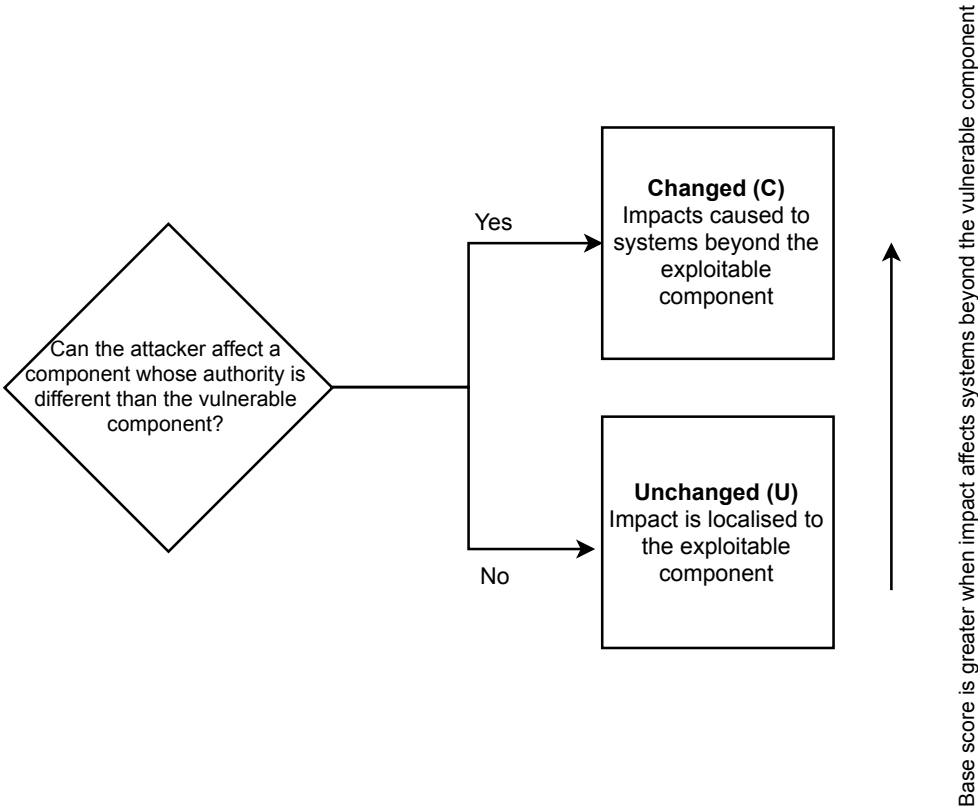 Can the attacker affect a
component whose authority is
different than the vulnerable
component?
Yes
Changed (C)
Impacts caused to
systems beyond the
exploitable
component
No
Unchanged (U)
Impact is localised to
the exploitable
component
Base score is greater when impact affects systems beyond the vulnerable component